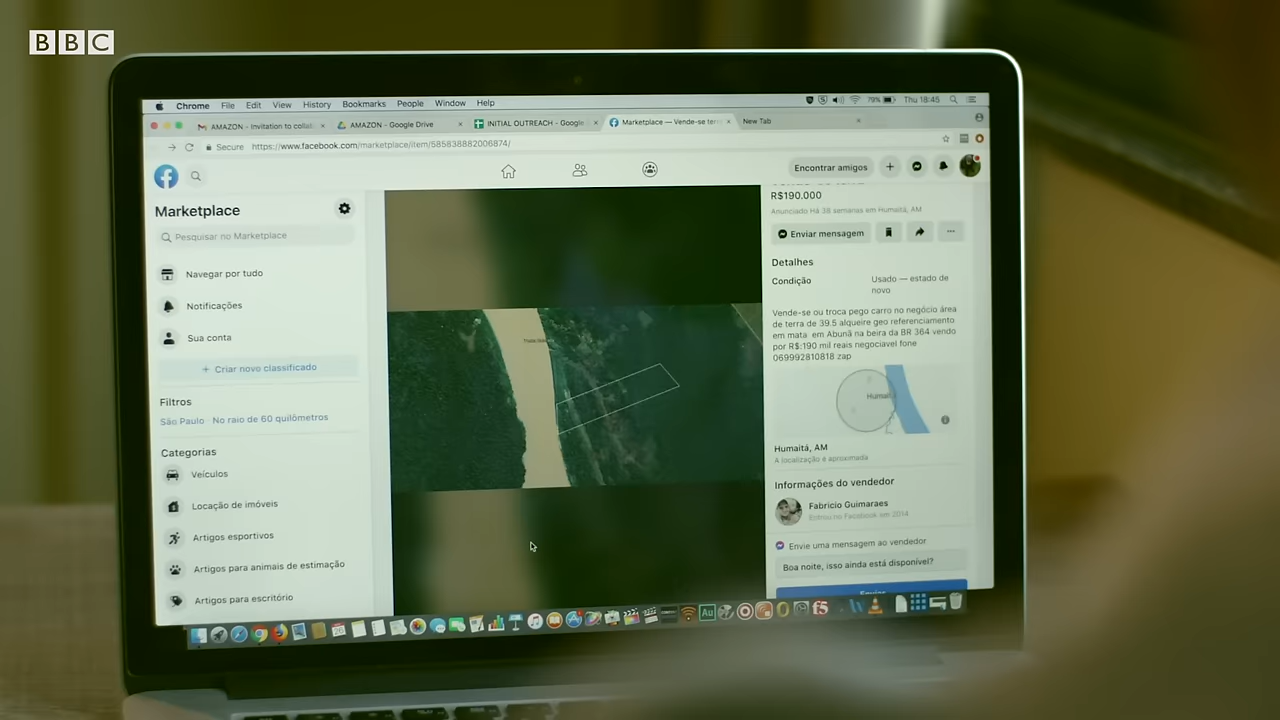 BBC
Chrome File Edit View History Bookmarks People Window Help
79% Thu 18:45
AMAZON - Invitation to collab
AMAZON - Google Drive
INITIAL OUTREACH - Google
Marketplace — Vende-se terr
New Tab
Secure https://www.facebook.com/marketplace/item/585838882006874/
Encontrar amigos
Marketplace
Pesquisar no Marketplace
Navegar por tudo
Notificações
Sua conta
+ Criar novo classificado
Filtros
São Paulo · No raio de 60 quilômetros
Categorias
Veículos
Locação de imóveis
Artigos esportivos
Artigos para animais de estimação
Artigos para escritório
R$190.000
Anunciado Há 38 semanas em Humaitá, AM
Enviar mensagem
Detalhes
Condição
Usado — estado de
novo
Vende-se ou troca pego carro no negócio área
de terra de 39.5 alqueire geo referenciamento
em mata: em Abunã na beira da BR 364 vendo
por R$:190 mil reais negociavel fone
069992810818 zap
Humai
Humaitá, AM
A localização é aproximada
Informações do vendedor
Fabricio Guimaraes
Entrou no Facebook em 2014
Envie uma mensagem ao vendedor
Boa noite, isso ainda está disponível?
Enviar
Au
f5